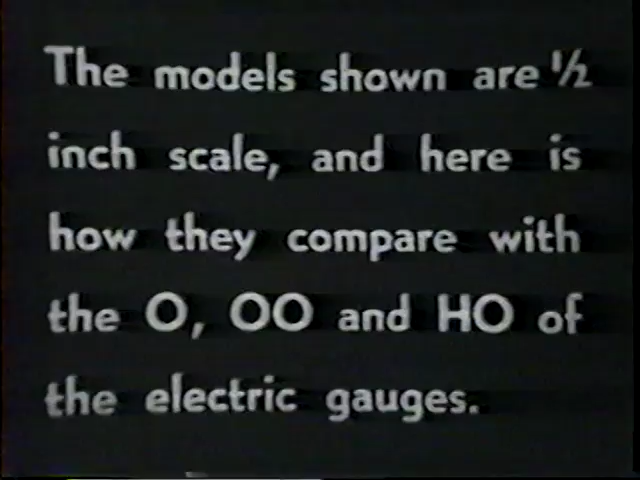 The models shown are ½
inch scale, and here is
how they compare with
the O, OO and HO of
the electric gauges.